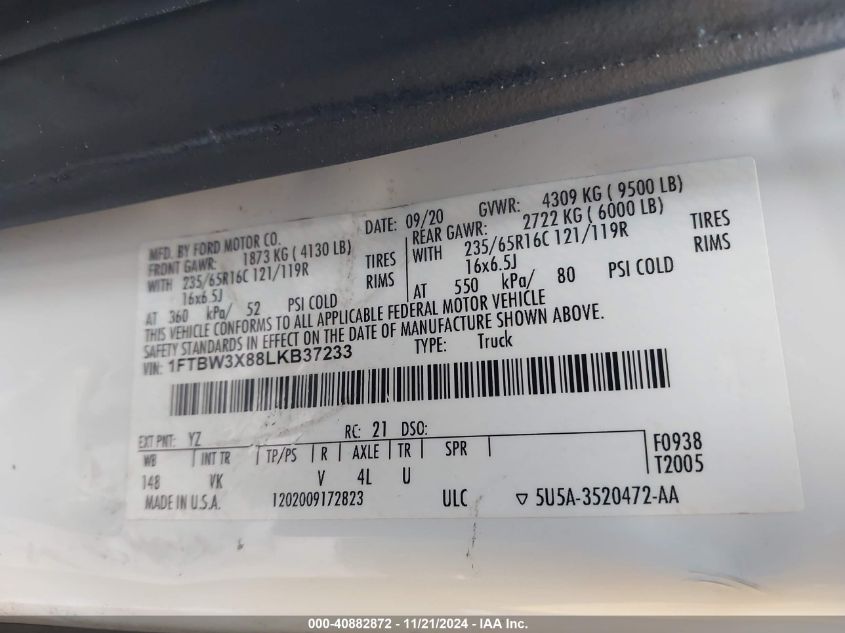 MFD. BY FORD MOTOR CO.
DATE: 09/20 GVWR: 4309 KG ( 9500 LB)
FRONT GAWR: 1873 KG ( 4130 LB)
WITH 235/65R16C 121/119R TIRES
16x6.5J RIMS
AT 360 kPa/ 52 PSI COLD
REAR GAWR: 2722 KG ( 6000 LB)
WITH 235/65R16C 121/119R TIRES
16x6.5J RIMS
AT 550 kPa/ 80 PSI COLD
THIS VEHICLE CONFORMS TO ALL APPLICABLE FEDERAL MOTOR VEHICLE
SAFETY STANDARDS IN EFFECT ON THE DATE OF MANUFACTURE SHOWN ABOVE.
VIN: 1FTBW3X88LKB37233 TYPE: Truck
EXT PNT: YZ RC: 21 DSO:
WB INT TR TP/PS R AXLE TR SPR F0938
148 VK V 4L U T2005
MADE IN U.S.A. 1202009172823 ULC ▽ 5U5A-3520472-AA
000-40882872 - 11/21/2024 - IAA Inc.